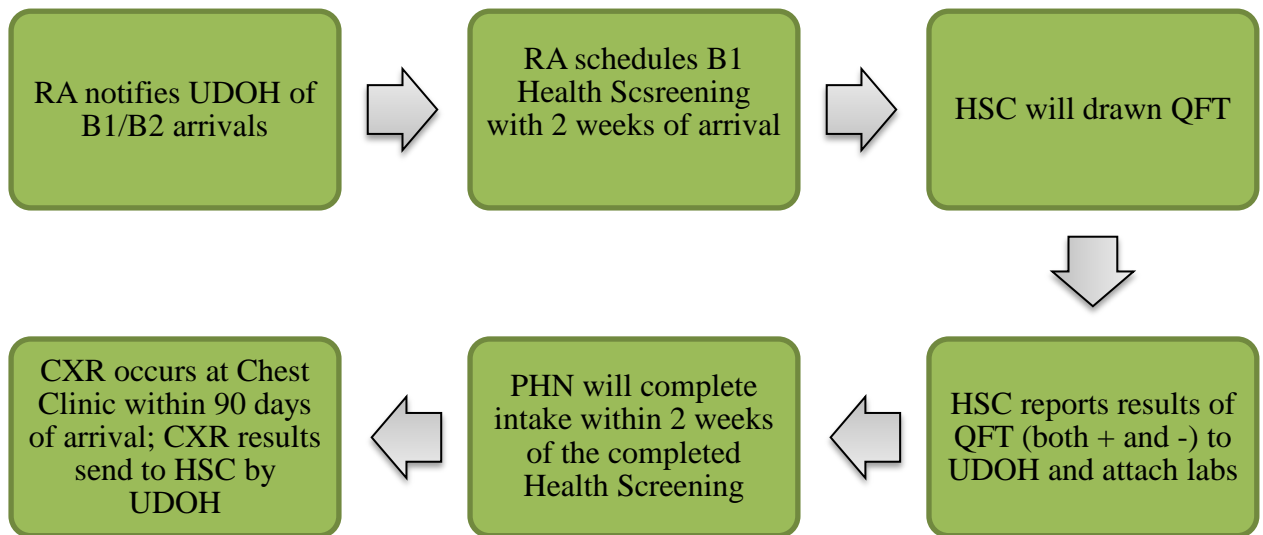 RA notifies UDOH of
B1/B2 arrivals
RA schedules B1
Health Scsreening
with 2 weeks of arrival
HSC will drawn QFT
HSC reports results of
QFT (both + and -) to
UDOH and attach labs
PHN will complete
intake within 2 weeks
of the completed
Health Screening
CXR occurs at Chest
Clinic within 90 days
of arrival; CXR results
send to HSC by
UDOH